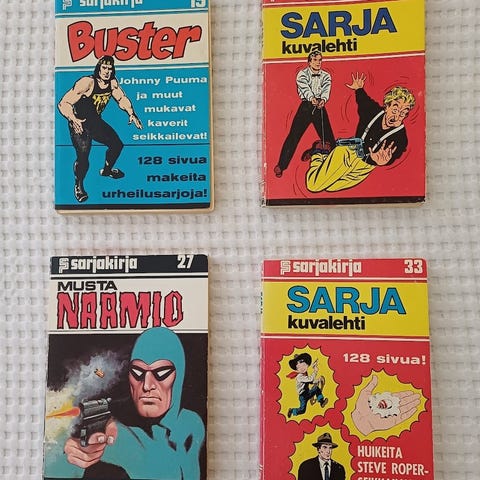 sarjakirja 15
Buster
Johnny Puuma
ja muut
mukavat
kaverit
seikkailevat!
128 sivua
makeita
urheilusarjoja!
SARJA
kuvalehti
sarjakirja 27
MUSTA
NAAMIO
sarjakirja 33
SARJA
kuvalehti
128 sivua!
HUIKEITA
STEVE ROPER-